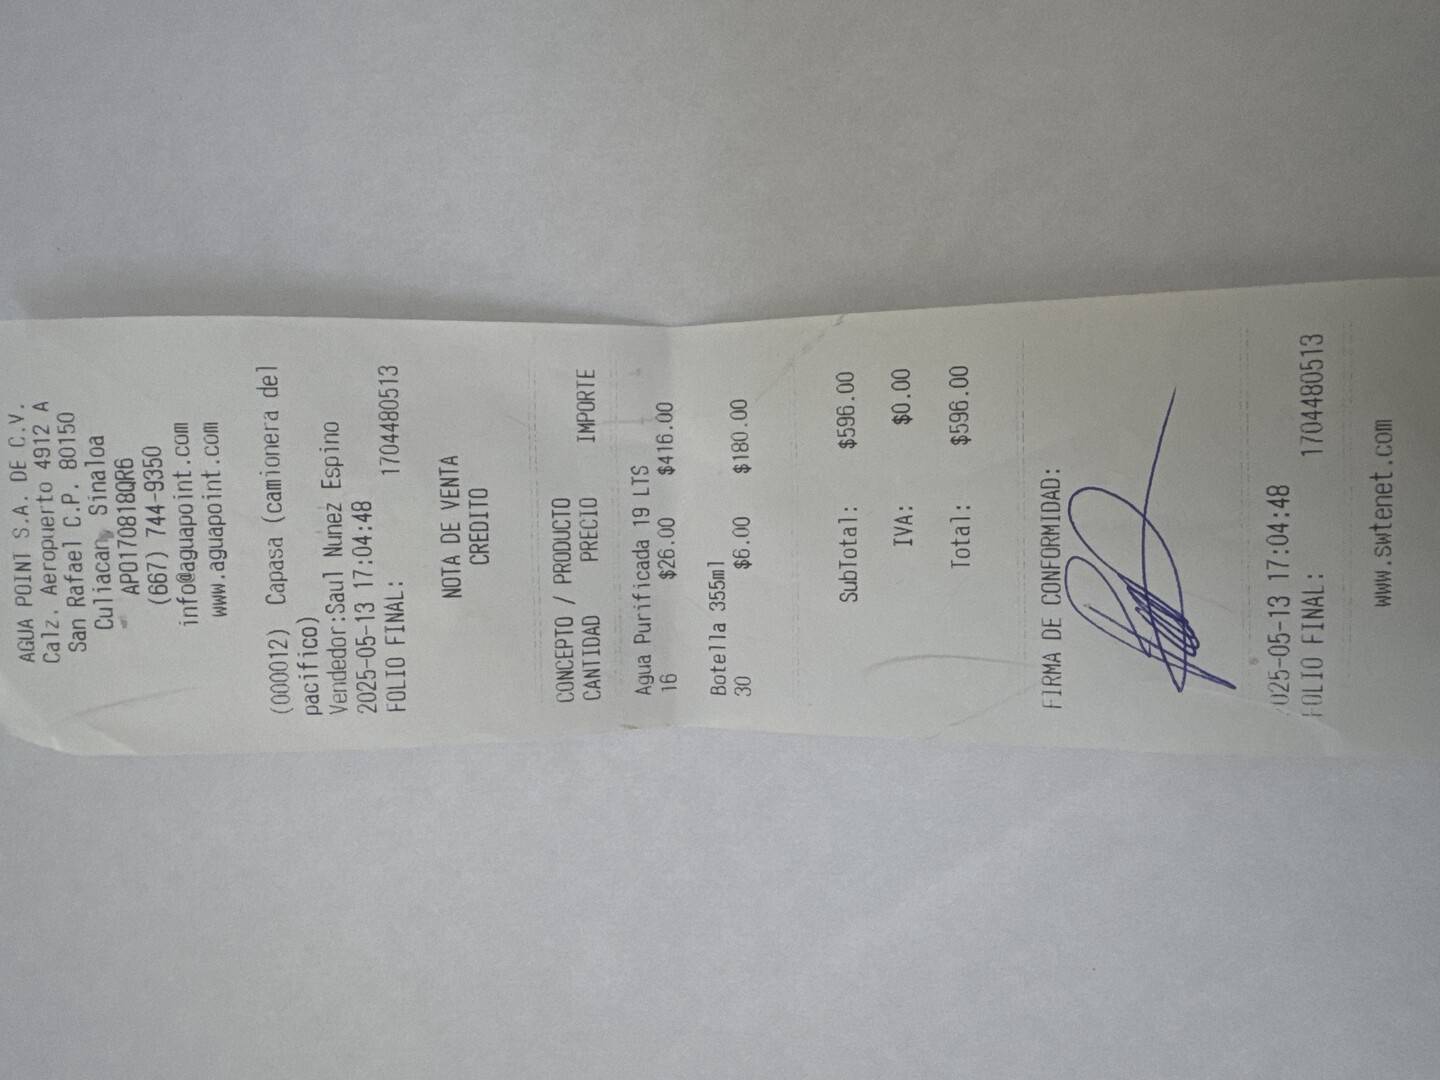 AGUA POINT S.A. DE C.V.
Calz. Aeropuerto 4912 A
San Rafael C.P. 80150
Culiacan, Sinaloa
APO170818QR6
(667) 744-9350
info@aguapoint.com
www.aguapoint.com
(000012) Capasa (camionera del
pacifico)
Vendedor:Saul Nunez Espino
2025-05-13 17:04:48
FOLIO FINAL: 1704480513
NOTA DE VENTA
CREDITO
CONCEPTO / PRODUCTO
CANTIDAD PRECIO IMPORTE
Agua Purificada 19 LTS
16 $26.00 $416.00
Botella 355ml
30 $6.00 $180.00
SubTotal: $596.00
IVA: $0.00
Total: $596.00
FIRMA DE CONFORMIDAD:
2025-05-13 17:04:48
FOLIO FINAL: 1704480513
www.swtenet.com